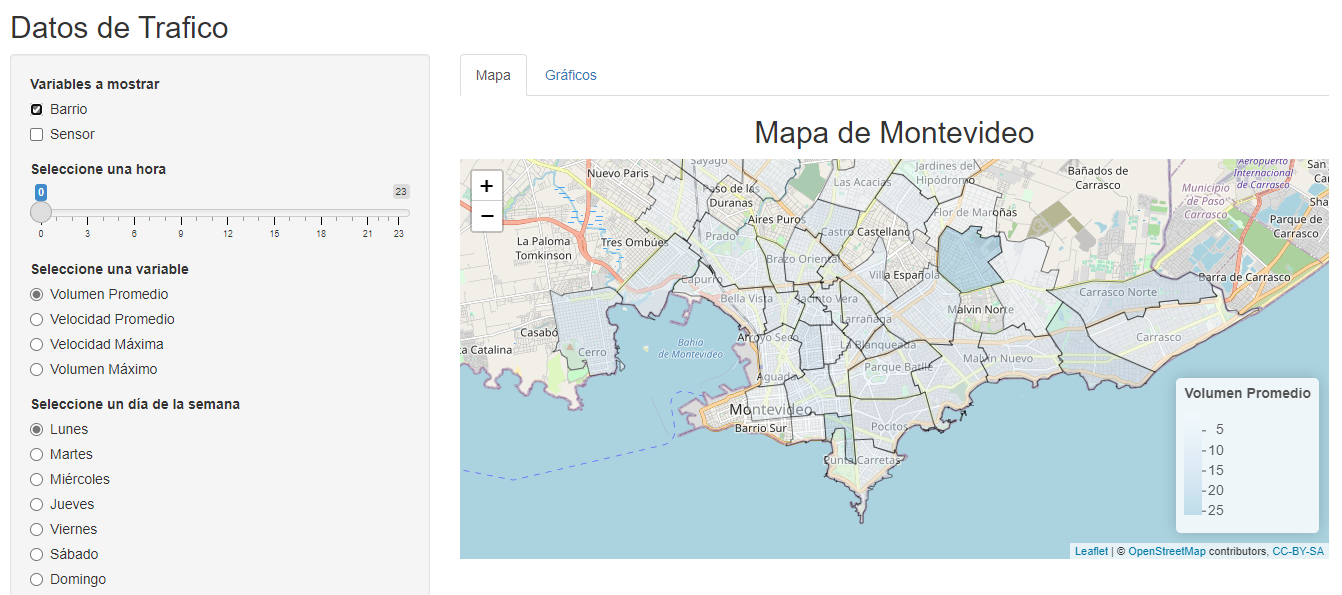 Datos de Trafico
Variables a mostrar
Barrio
Sensor
Seleccione una hora
0
23
0 3 6 9 12 15 18 21 23
Seleccione una variable
Volumen Promedio
Velocidad Promedio
Velocidad Máxima
Volumen Máximo
Seleccione un día de la semana
Lunes
Martes
Miércoles
Jueves
Viernes
Sábado
Domingo
Mapa Gráficos
Mapa de Montevideo
+
−
Sayago
Nuevo París
Paso de las
Duranas
Las Acacias
Jardines del
Hipódromo
Bañados de
Carrasco
Aeropuerto
Internacional
de Carrasco
San
Municipio
de Paso
Carrasco
Parque de
Carrasco
Aires Puros
Flor de Maroñas
La Paloma
Tomkinson
Tres Ombúes
Prado
Castro Castellano
Brazo Oriental
Villa Española
Capurro
Barra de Carrasco
Carrasco Norte
Bella Vista
Jacinto Vera
Larrañaga
Malvín Norte
Casabó
Cerro
ta Catalina
Bahía
de Montevideo
Arroyo Seco
La Blanqueada
Carrasco
Malvín Nuevo
Parque Batlle
Aguada
Montevideo
Barrio Sur
Pocitos
Punta Carretas
Volumen Promedio
5
10
15
20
25
Leaflet | © OpenStreetMap contributors, CC-BY-SA